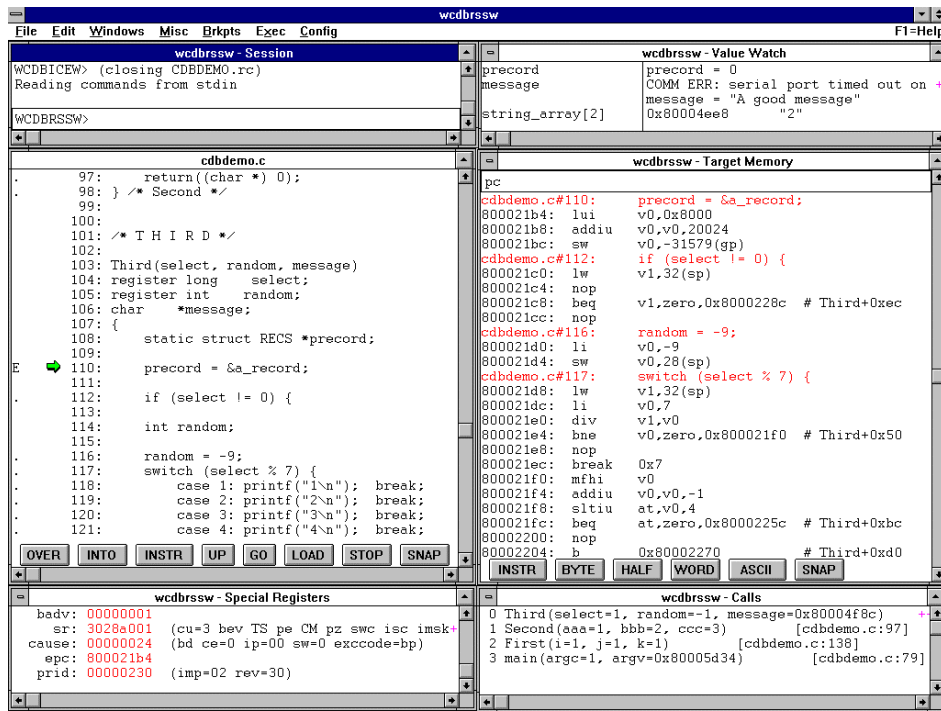 wcdbrssw
File Edit Windows Misc Brkpts Exec Config F1=Help
wcdbrssw - Session
WCDBICEW> (closing CDBDEMO.rc)
Reading commands from stdin
WCDBRSSW>
wcdbrssw - Value Watch
precord precord = 0
message COMM ERR: serial port timed out on +
message = "A good message"
string_array[2] 0x80004ee8 "2"
cdbdemo.c
. 97: return((char *) 0);
. 98: } /* Second */
99:
100:
101: /* T H I R D */
102:
103: Third(select, random, message)
104: register long select;
105: register int random;
106: char *message;
107: {
108: static struct RECS *precord;
109:
E 110: precord = &a_record;
111:
. 112: if (select != 0) {
113:
114: int random;
115:
. 116: random = -9;
. 117: switch (select % 7) {
. 118: case 1: printf("1\n"); break;
. 119: case 2: printf("2\n"); break;
. 120: case 3: printf("3\n"); break;
. 121: case 4: printf("4\n"); break;
OVER INTO INSTR UP GO LOAD STOP SNAP
wcdbrssw - Target Memory
pc
cdbdemo.c#110: precord = &a_record;
800021b4: lui v0,0x8000
800021b8: addiu v0,v0,20024
800021bc: sw v0,-31579(gp)
cdbdemo.c#112: if (select != 0) {
800021c0: lw v1,32(sp)
800021c4: nop
800021c8: beq v1,zero,0x8000228c # Third+0xec
800021cc: nop
cdbdemo.c#116: random = -9;
800021d0: li v0,-9
800021d4: sw v0,28(sp)
cdbdemo.c#117: switch (select % 7) {
800021d8: lw v1,32(sp)
800021dc: li v0,7
800021e0: div v1,v0
800021e4: bne v0,zero,0x800021f0 # Third+0x50
800021e8: nop
800021ec: break 0x7
800021f0: mfhi v0
800021f4: addiu v0,v0,-1
800021f8: sltiu at,v0,4
800021fc: beq at,zero,0x8000225c # Third+0xbc
80002200: nop
80002204: b 0x80002270 # Third+0xd0
INSTR BYTE HALF WORD ASCII SNAP
wcdbrssw - Special Registers
badv: 00000001
sr: 3028a001 (cu=3 bev TS pe CM pz swc isc imsk+
cause: 00000024 (bd ce=0 ip=00 sw=0 exccode=bp)
epc: 800021b4
prid: 00000230 (imp=02 rev=30)
wcdbrssw - Calls
0 Third(select=1, random=-1, message=0x80004f8c) +
1 Second(aaa=1, bbb=2, ccc=3) [cdbdemo.c:97]
2 First(i=1, j=1, k=1) [cdbdemo.c:138]
3 main(argc=1, argv=0x80005d34) [cdbdemo.c:79]